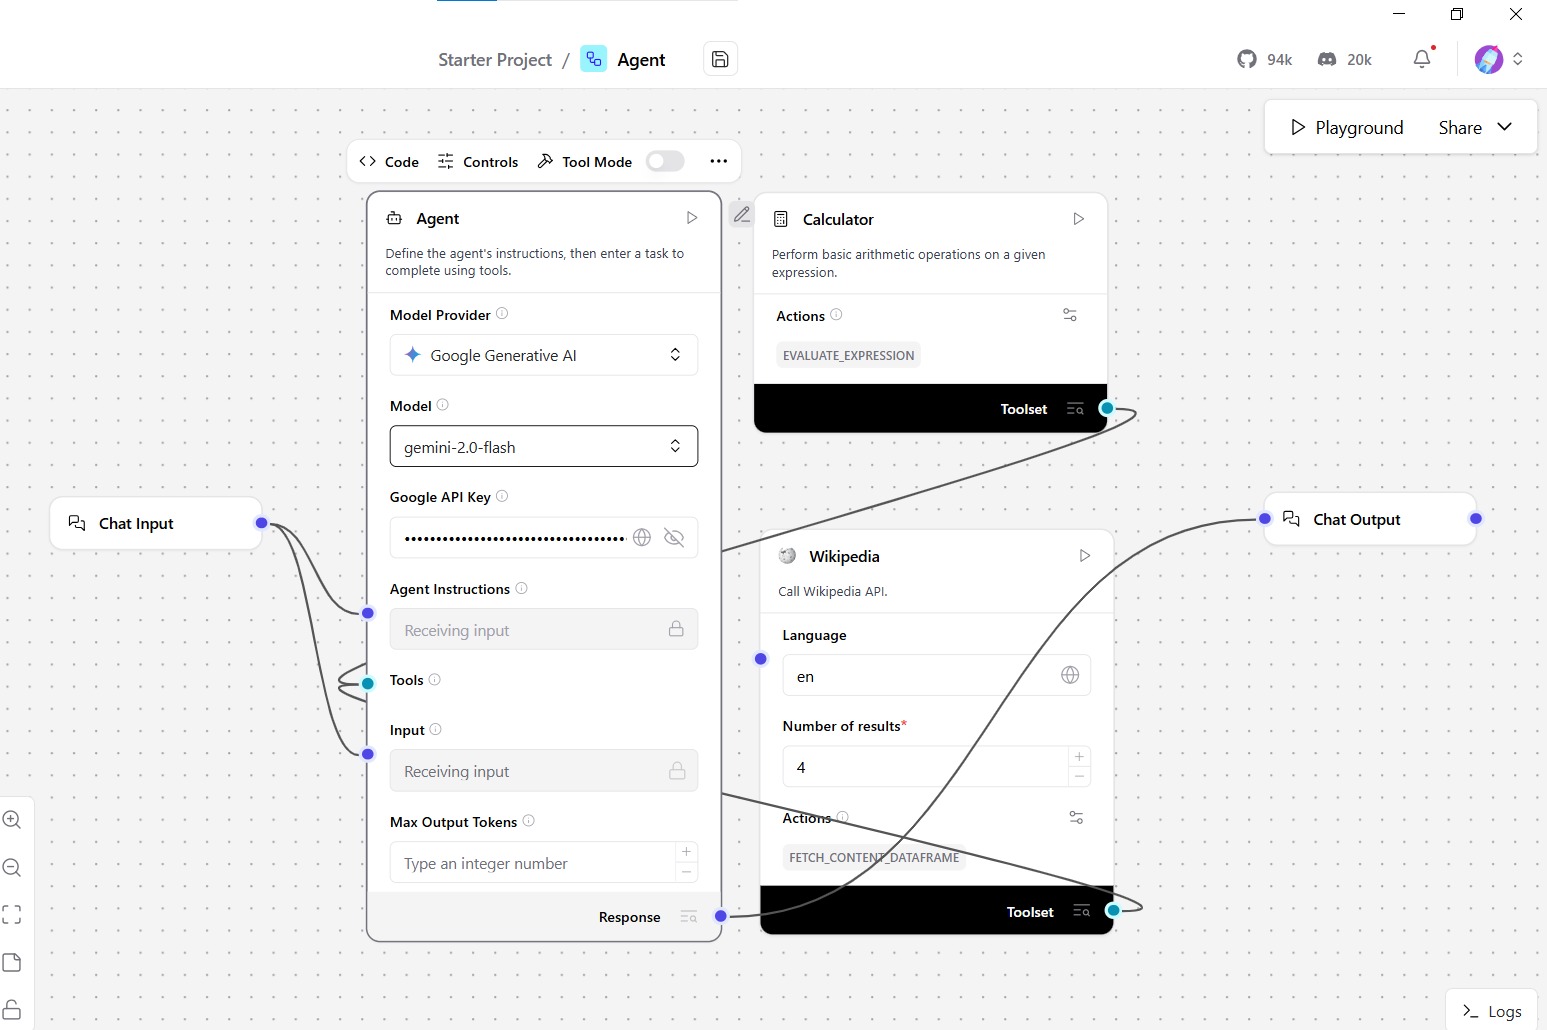 Starter Project / Agent
94k
20k
Playground
Share
Code
Controls
Tool Mode
Agent
Define the agent's instructions, then enter a task to
complete using tools.
Model Provider
Google Generative AI
Model
gemini-2.0-flash
Google API Key
••••••••••••••••••••••••••••••••••••
Agent Instructions
Receiving input
Tools
Input
Receiving input
Max Output Tokens
Type an integer number
Response
Chat Input
Calculator
Perform basic arithmetic operations on a given
expression.
Actions
EVALUATE_EXPRESSION
Toolset
Wikipedia
Call Wikipedia API.
Language
en
Number of results*
4
Actions
FETCH_CONTENT_DATAFRAME
Toolset
Chat Output
Logs